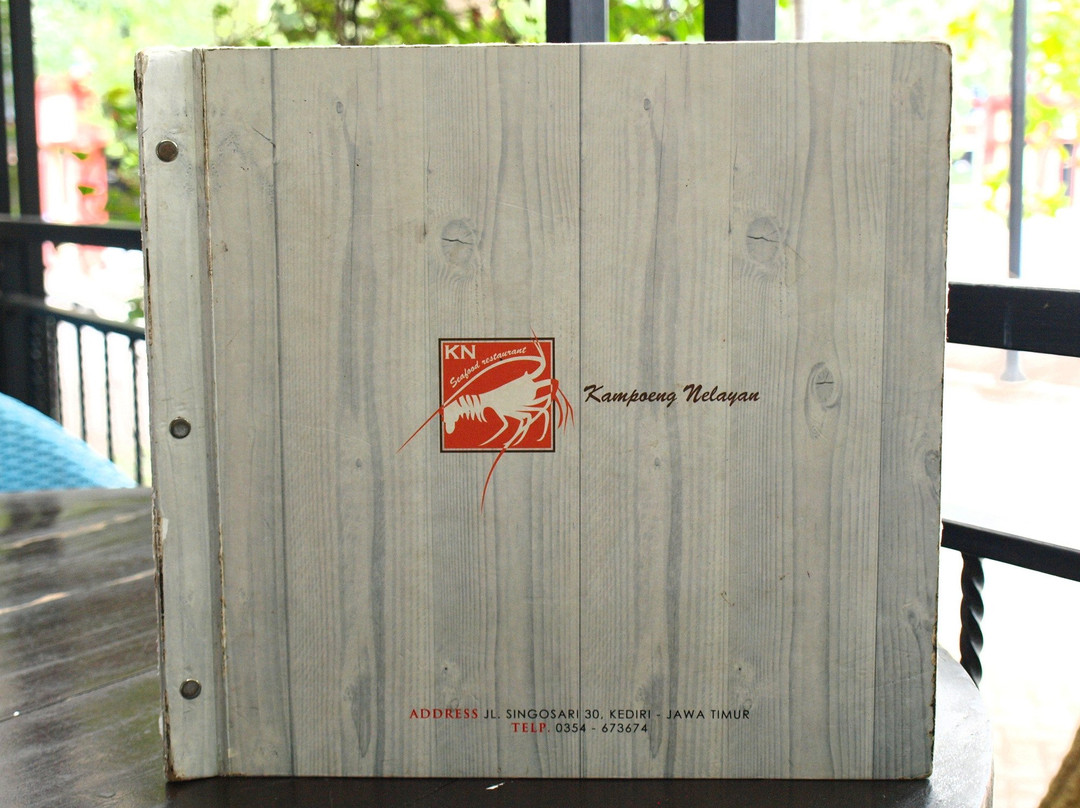 KN
Seafood restaurant
Kampoeng Nelayan
ADDRESS JL. SINGOSARI 30, KEDIRI - JAWA TIMUR
TELP. 0354 - 673674